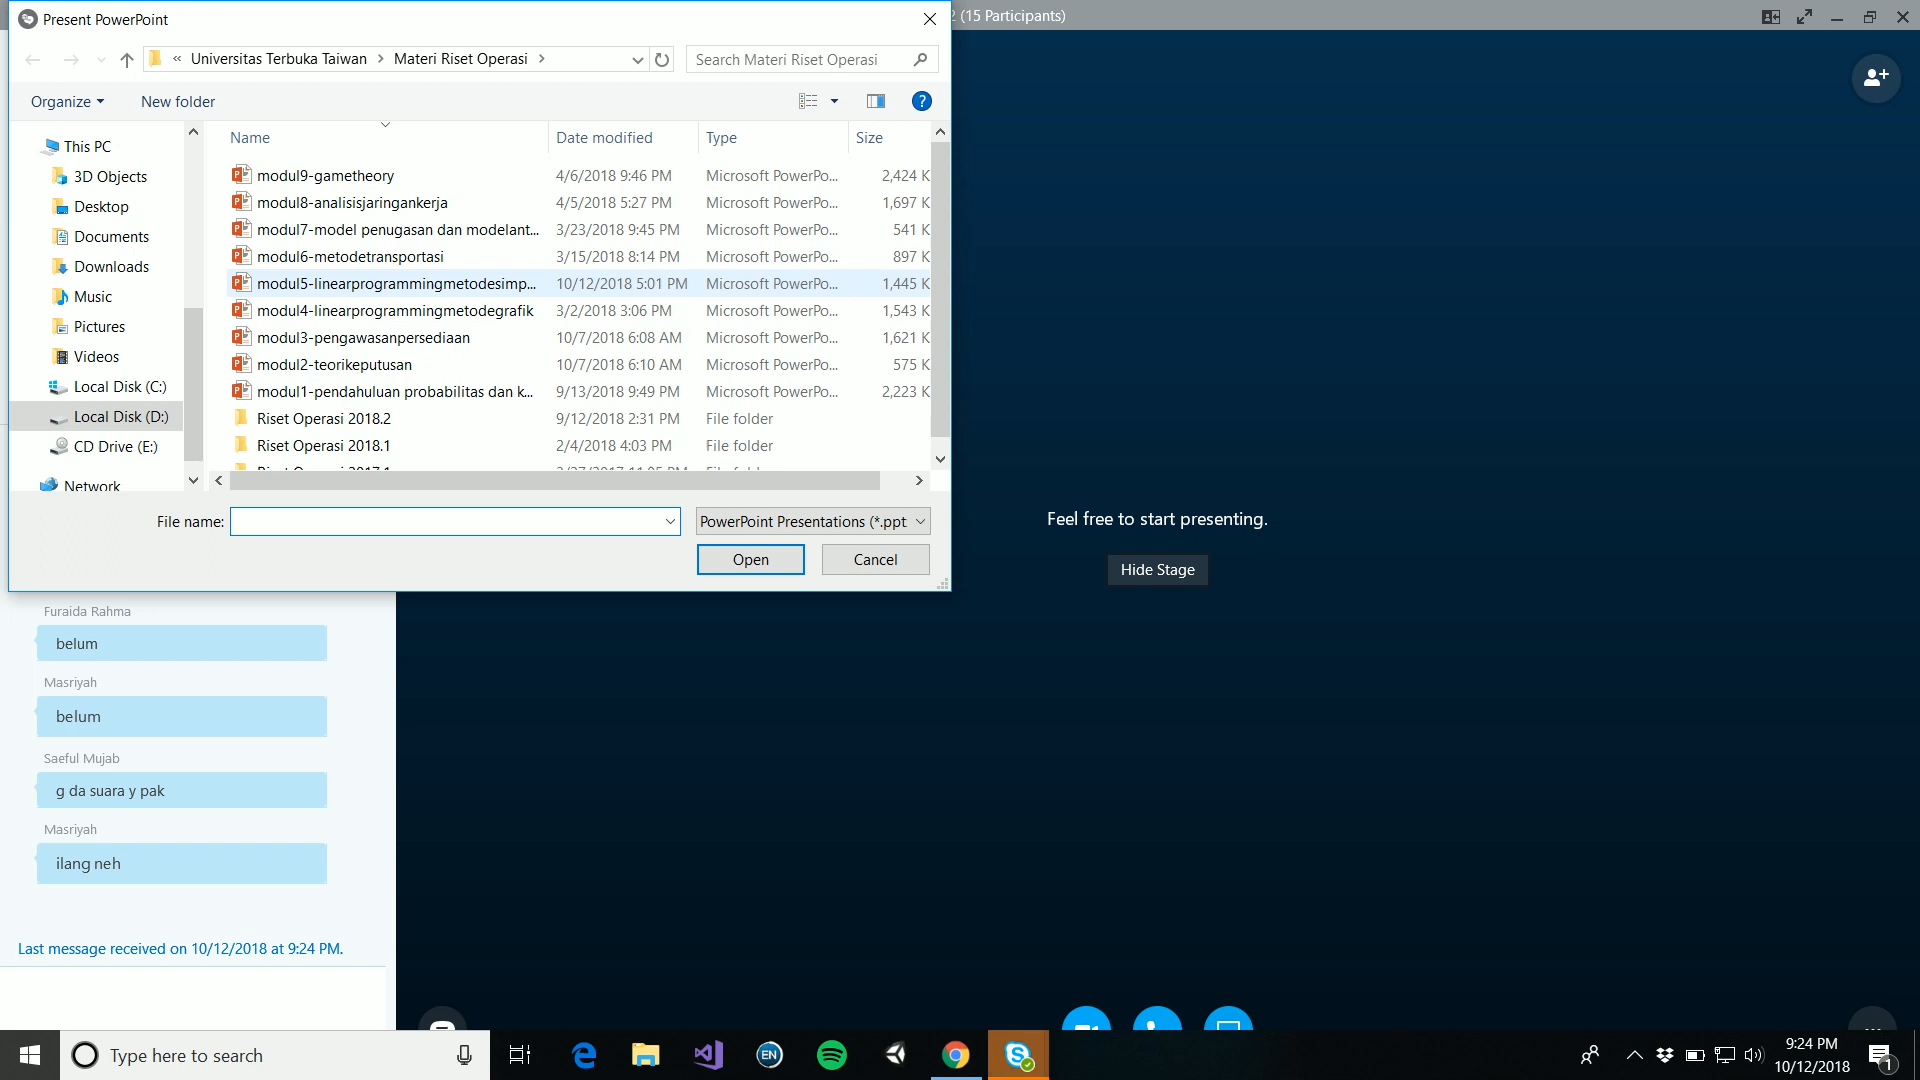 Present PowerPoint
2 (15 Participants)
« Universitas Terbuka Taiwan > Materi Riset Operasi >
Search Materi Riset Operasi
Organize
New folder
?
Name Date modified Type Size
This PC
3D Objects
Desktop
Documents
Downloads
Music
Pictures
Videos
Local Disk (C:)
Local Disk (D:)
CD Drive (E:)
Network
modul9-gametheory 4/6/2018 9:46 PM Microsoft PowerPo... 2,424 K
modul8-analisisjaringankerja 4/5/2018 5:27 PM Microsoft PowerPo... 1,697 K
modul7-model penugasan dan modelant... 3/23/2018 9:45 PM Microsoft PowerPo... 541 K
modul6-metodetransportasi 3/15/2018 8:14 PM Microsoft PowerPo... 897 K
modul5-linearprogrammingmetodesimp... 10/12/2018 5:01 PM Microsoft PowerPo... 1,445 K
modul4-linearprogrammingmetodegrafik 3/2/2018 3:06 PM Microsoft PowerPo... 1,543 K
modul3-pengawasanpersediaan 10/7/2018 6:08 AM Microsoft PowerPo... 1,621 K
modul2-teorikeputusan 10/7/2018 6:10 AM Microsoft PowerPo... 575 K
modul1-pendahuluan probabilitas dan k... 9/13/2018 9:49 PM Microsoft PowerPo... 2,223 K
Riset Operasi 2018.2 9/12/2018 2:31 PM File folder
Riset Operasi 2018.1 2/4/2018 4:03 PM File folder
File name:
PowerPoint Presentations (*.ppt
Open
Cancel
Feel free to start presenting.
Hide Stage
Furaida Rahma
belum
Masriyah
belum
Saeful Mujab
g da suara y pak
Masriyah
ilang neh
Last message received on 10/12/2018 at 9:24 PM.
Type here to search
EN
9:24 PM
10/12/2018
1